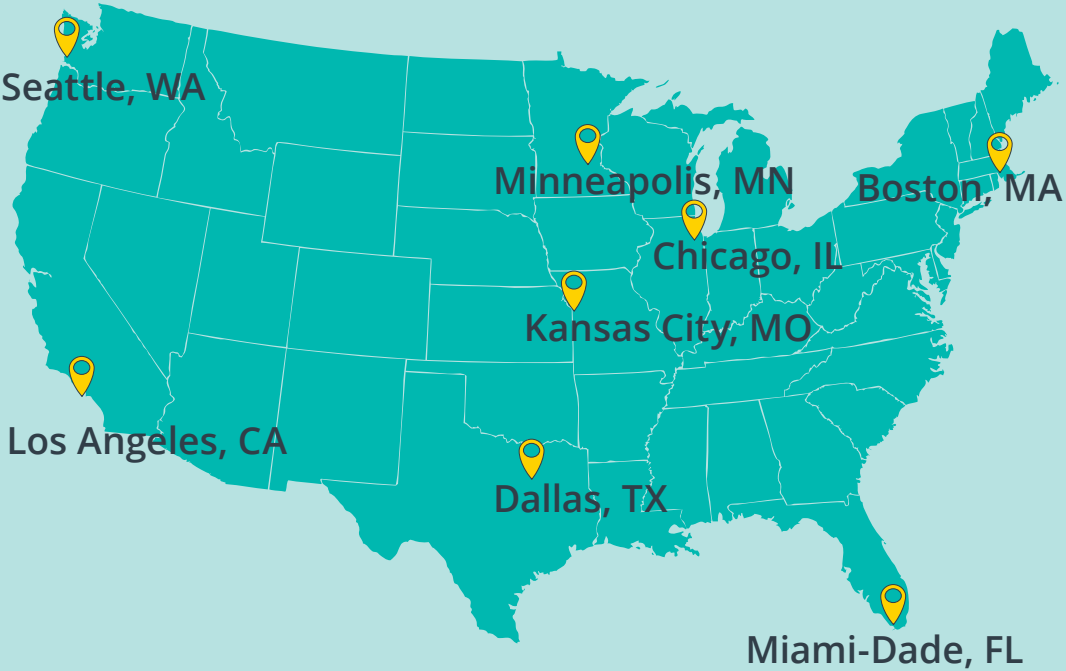 Seattle, WA
Minneapolis, MN
Boston, MA
Chicago, IL
Kansas City, MO
Los Angeles, CA
Dallas, TX
Miami-Dade, FL